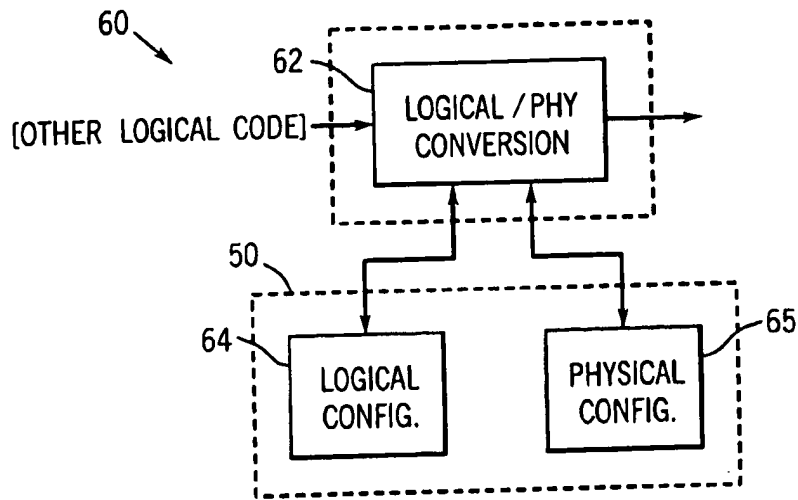 60
62
[OTHER LOGICAL CODE]
LOGICAL / PHY
CONVERSION
50
64
65
LOGICAL
CONFIG.
PHYSICAL
CONFIG.